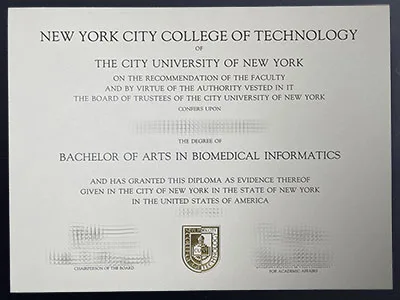 NEW YORK CITY COLLEGE OF TECHNOLOGY
OF
THE CITY UNIVERSITY OF NEW YORK
ON THE RECOMMENDATION OF THE FACULTY
AND BY VIRTUE OF THE AUTHORITY VESTED IN IT
THE BOARD OF TRUSTEES OF THE CITY UNIVERSITY OF NEW YORK
CONFERS UPON
THE DEGREE OF
BACHELOR OF ARTS IN BIOMEDICAL INFORMATICS
AND HAS GRANTED THIS DIPLOMA AS EVIDENCE THEREOF
GIVEN IN THE CITY OF NEW YORK IN THE STATE OF NEW YORK
IN THE UNITED STATES OF AMERICA
CHAIRPERSON OF THE BOARD
FOR ACADEMIC AFFAIRS